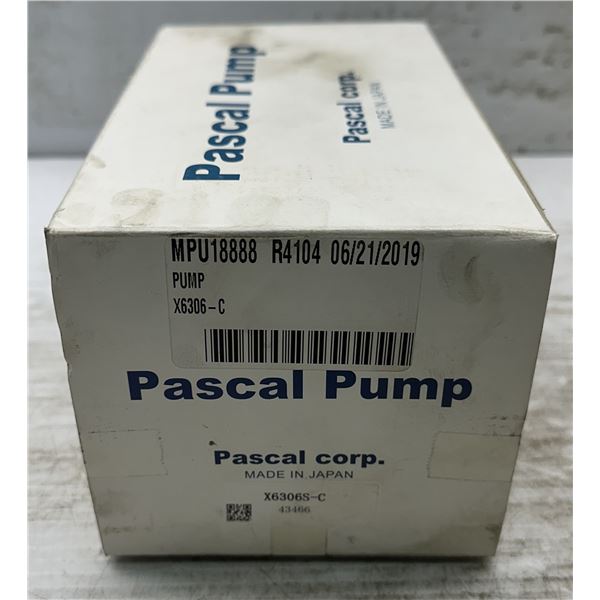 Pascal Pump
Pascal corp.
MADE IN JAPAN
MPU18888 R4104 06/21/2019
PUMP
X6306-C
Pascal Pump
Pascal corp.
MADE IN JAPAN
X6306S-C
43466